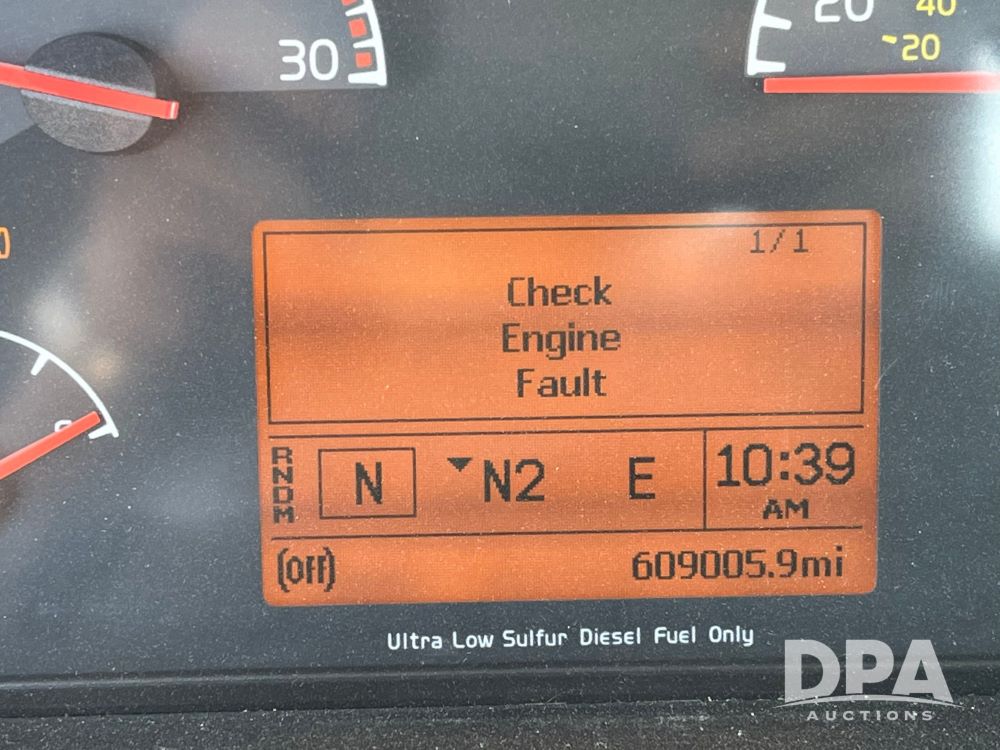 30
20
40
20
1/1
Check
Engine
Fault
RNDM
N
N2
E
10:39
AM
(OFF)
609005.9mi
Ultra Low Sulfur Diesel Fuel Only
DPA
AUCTIONS